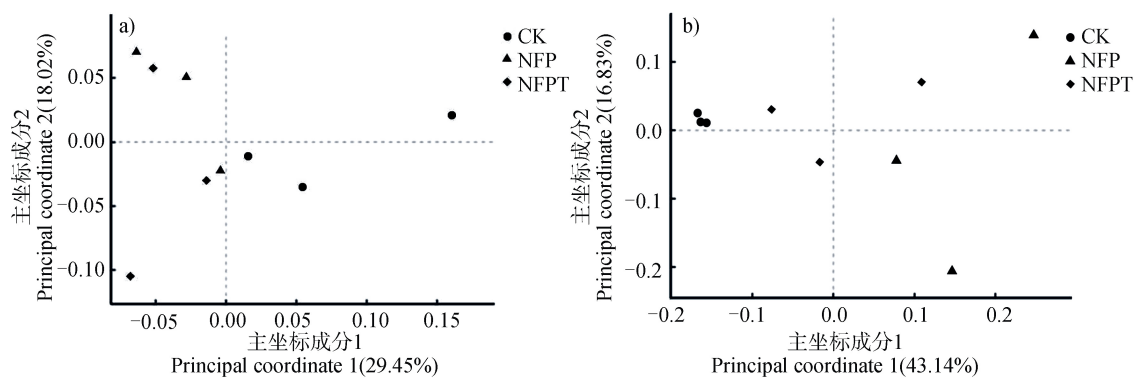 a)
CK
NFP
NFPT
0.05
0.00
−0.05
−0.10
主坐标成分2
Principal coordinate 2(18.02%)
−0.05
0.00
0.05
0.10
0.15
主坐标成分1
Principal coordinate 1(29.45%)
b)
CK
NFP
NFPT
0.1
0.0
−0.1
−0.2
主坐标成分2
Principal coordinate 2(16.83%)
−0.2
−0.1
0.0
0.1
0.2
主坐标成分1
Principal coordinate 1(43.14%)